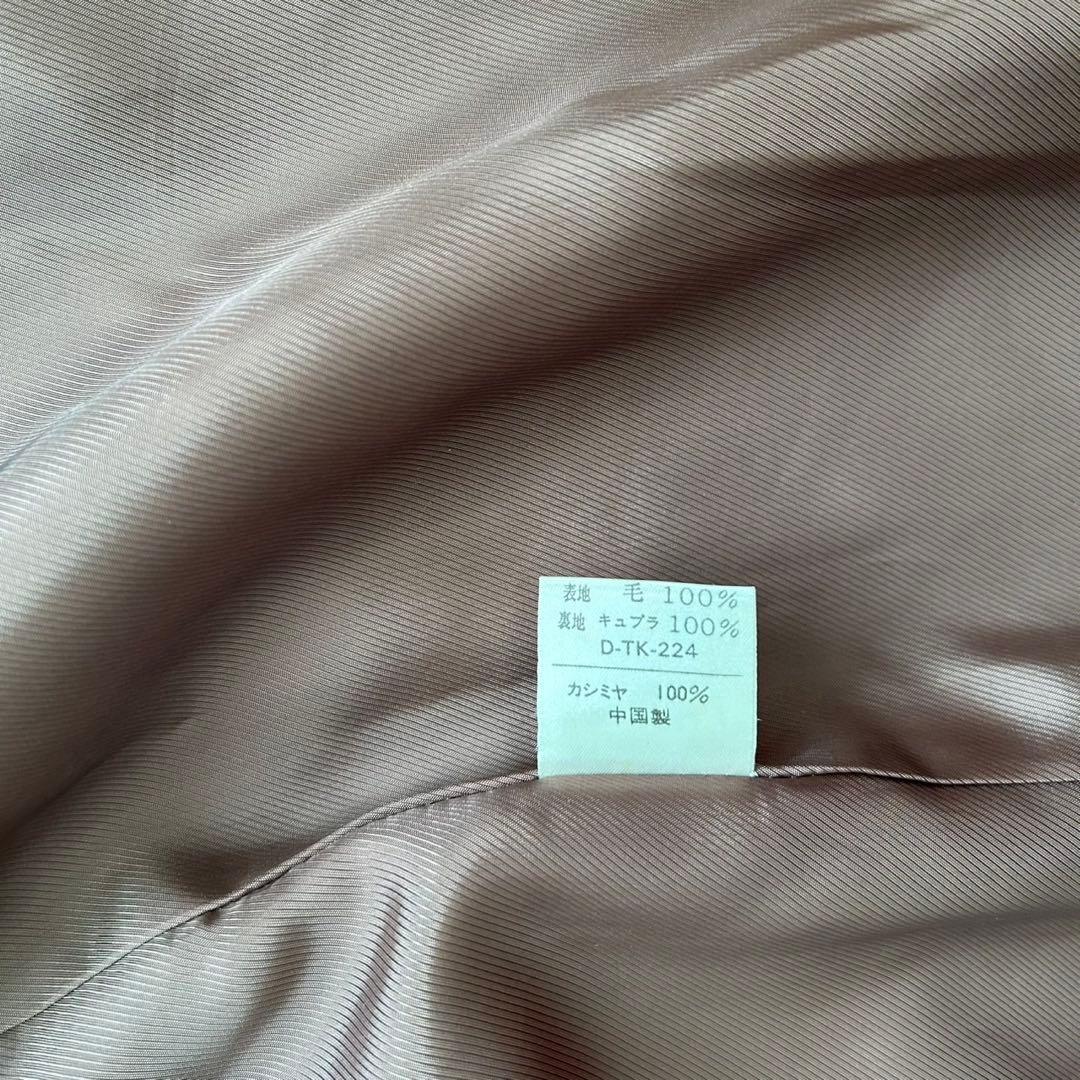 表地 毛 100%
裏地 キュプラ 100%
D-TK-224
カシミヤ 100%
中国製